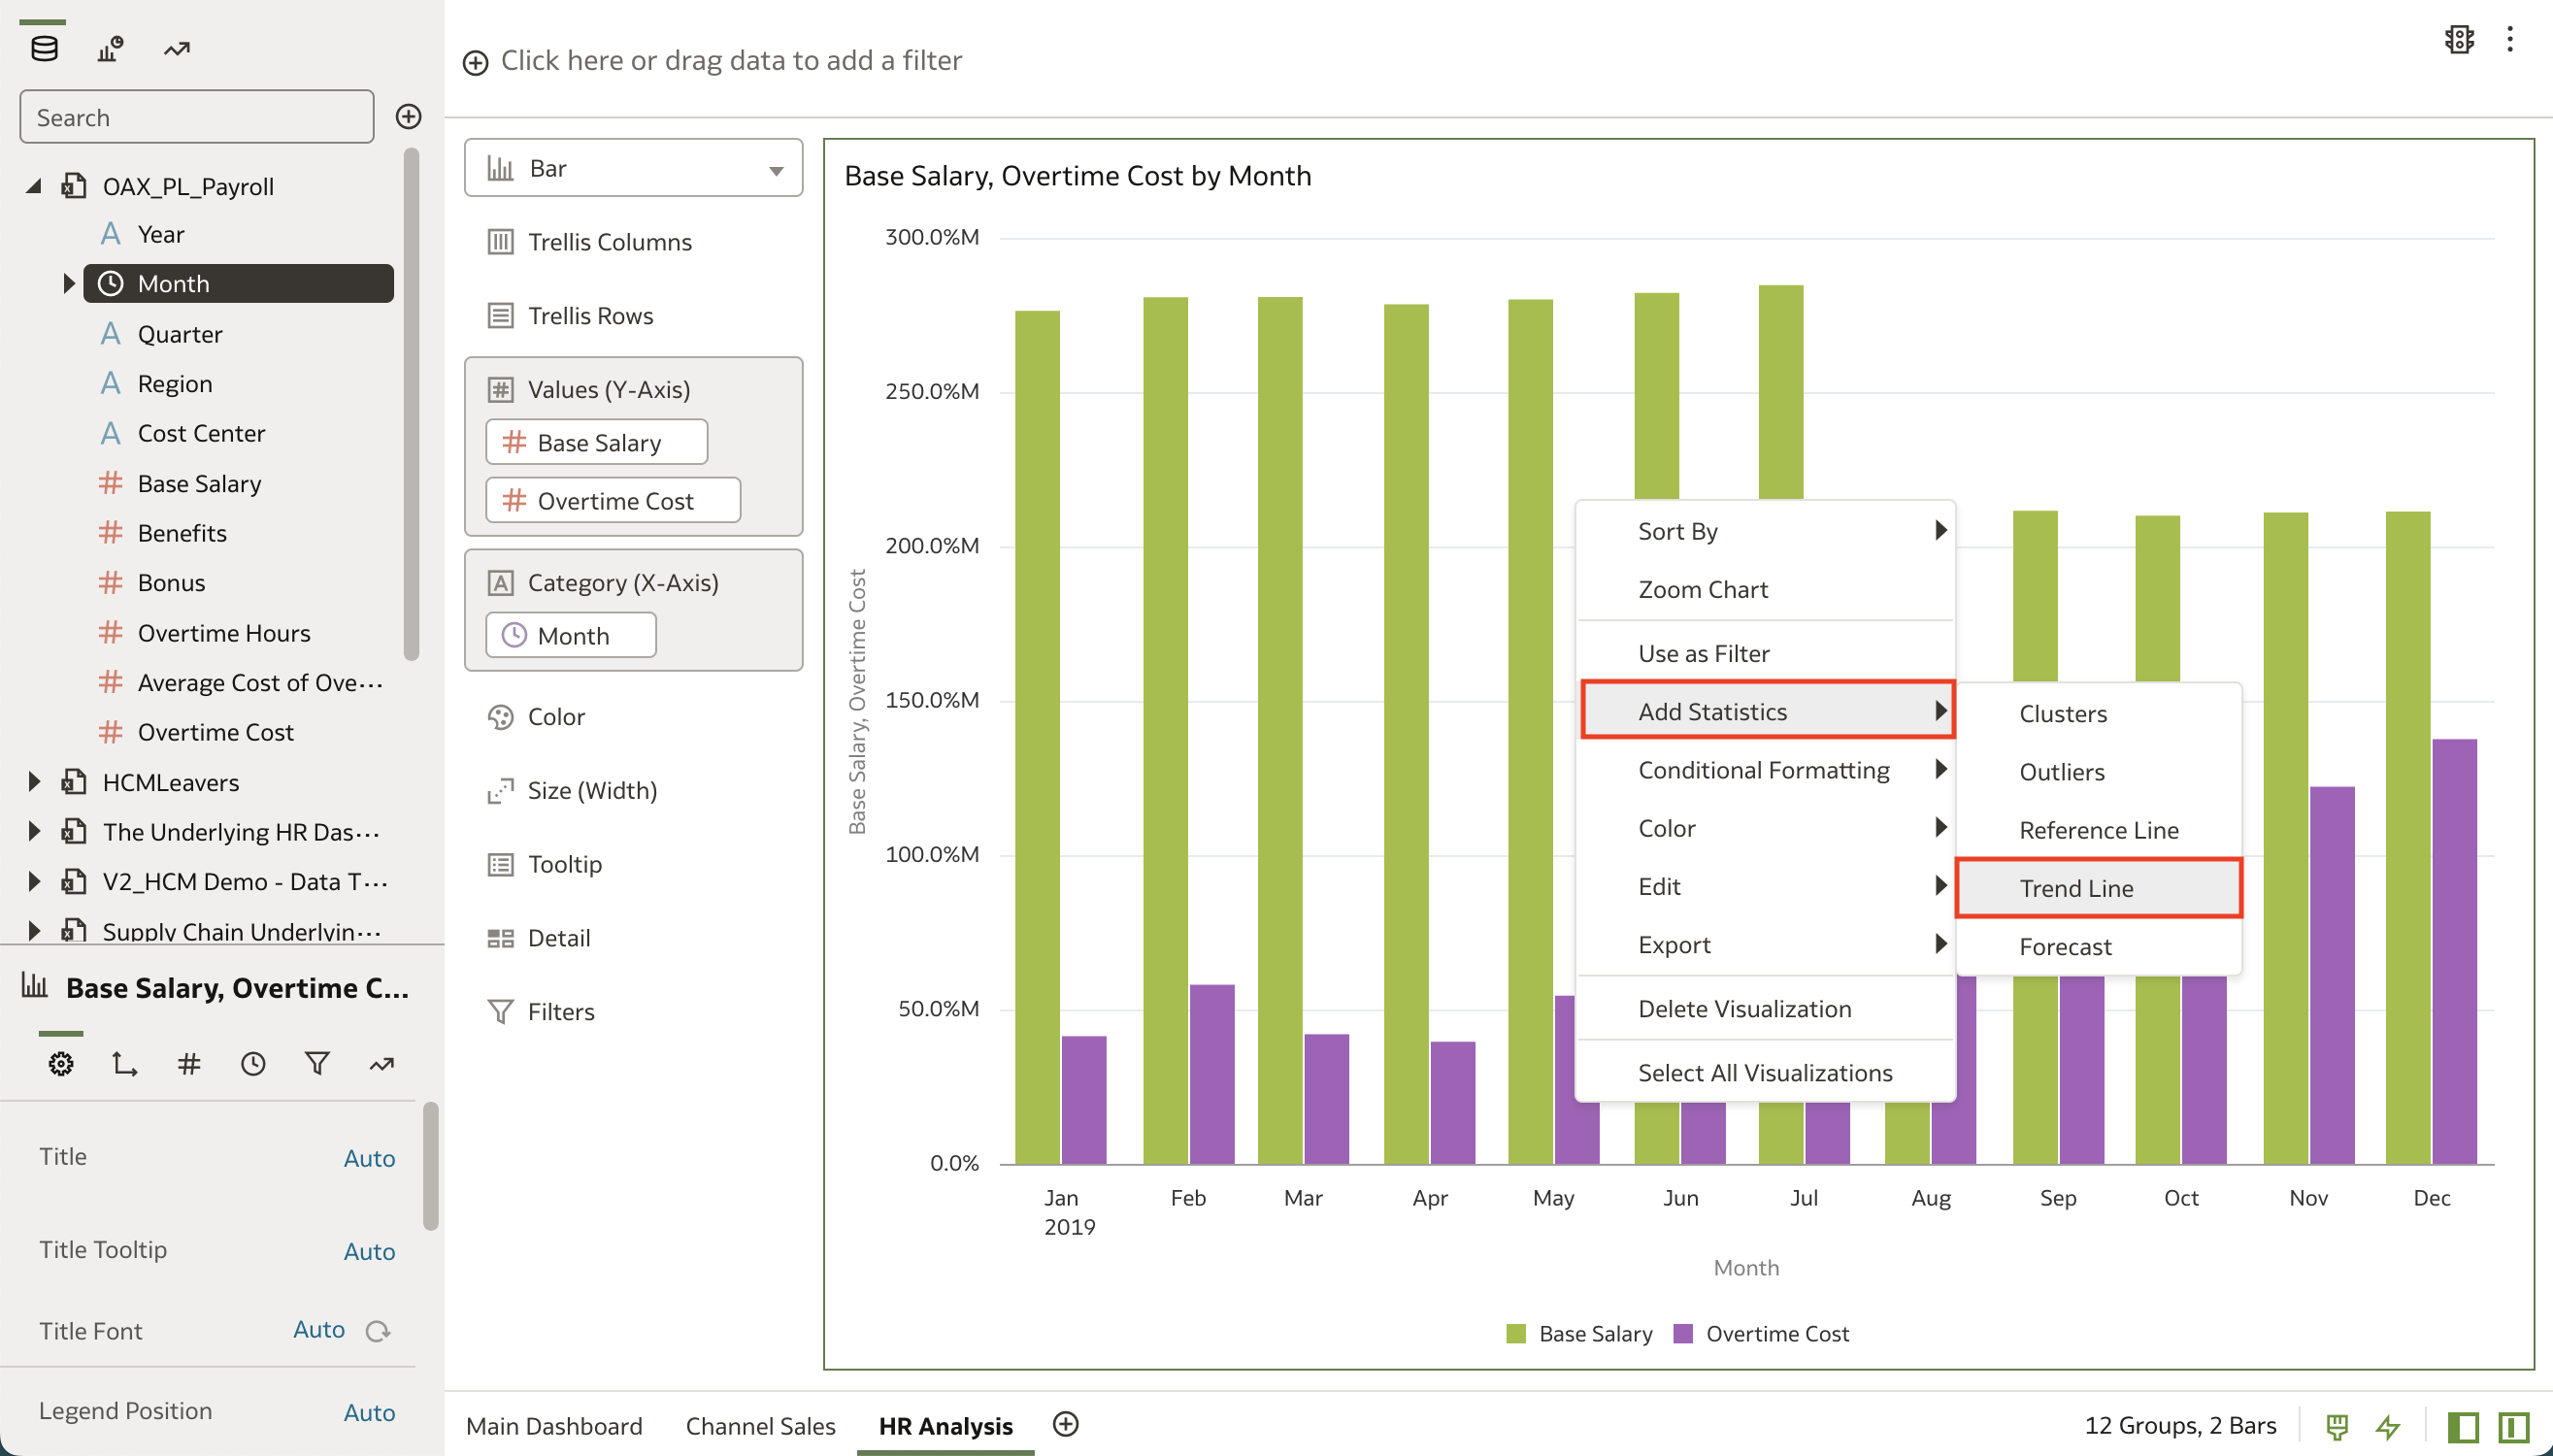 Click here or drag data to add a filter
Search
OAX_PL_Payroll
Year
Month
Quarter
Region
Cost Center
Base Salary
Benefits
Bonus
Overtime Hours
Average Cost of Ove···
Overtime Cost
HCMLeavers
The Underlying HR Das···
V2_HCM Demo - Data T···
Supply Chain Underlyin···
Base Salary, Overtime C...
Title Auto
Title Tooltip Auto
Title Font Auto
Legend Position Auto
Bar
Trellis Columns
Trellis Rows
Values (Y-Axis)
Base Salary
Overtime Cost
Category (X-Axis)
Month
Color
Size (Width)
Tooltip
Detail
Filters
Base Salary, Overtime Cost by Month
300.0%M
250.0%M
200.0%M
150.0%M
100.0%M
50.0%M
0.0%
Base Salary, Overtime Cost
Jan Feb Mar Apr May Jun Jul Aug Sep Oct Nov Dec
2019
Month
Base Salary Overtime Cost
Sort By
Zoom Chart
Use as Filter
Add Statistics
Conditional Formatting
Color
Edit
Export
Delete Visualization
Select All Visualizations
Clusters
Outliers
Reference Line
Trend Line
Forecast
Main Dashboard Channel Sales HR Analysis
12 Groups, 2 Bars